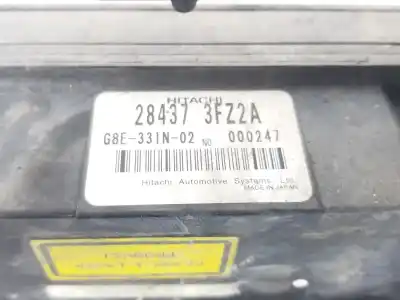 HITACHI
28437 3FZ2A
G8E-331N-02 NO 000247
Hitachi Automotive Systems, Ltd.
MADE IN JAPAN